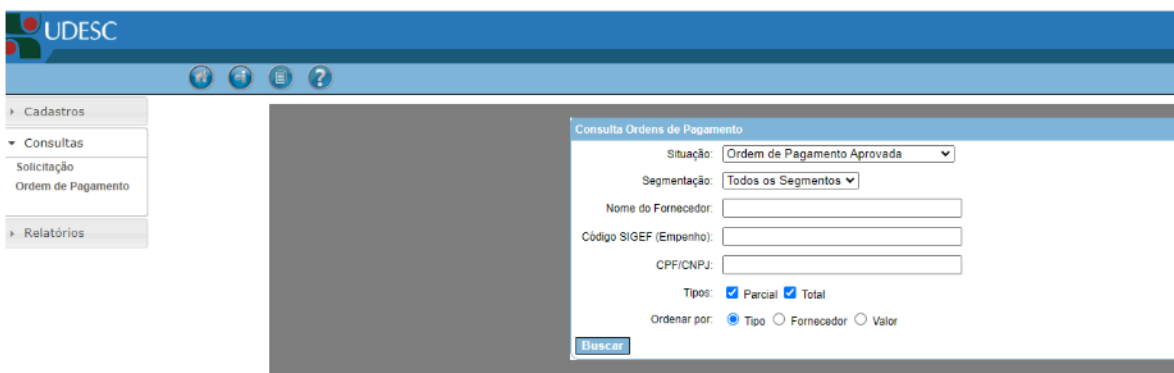 UDESC
Cadastros
Consultas
Solicitação
Ordem de Pagamento
Relatórios
Consulta Ordens de Pagamento
Situação: Ordem de Pagamento Aprovada
Segmentação: Todos os Segmentos
Nome do Fornecedor:
Código SIGEF (Empenho):
CPF/CNPJ:
Tipos: Parcial Total
Ordenar por: Tipo Fornecedor Valor
Buscar